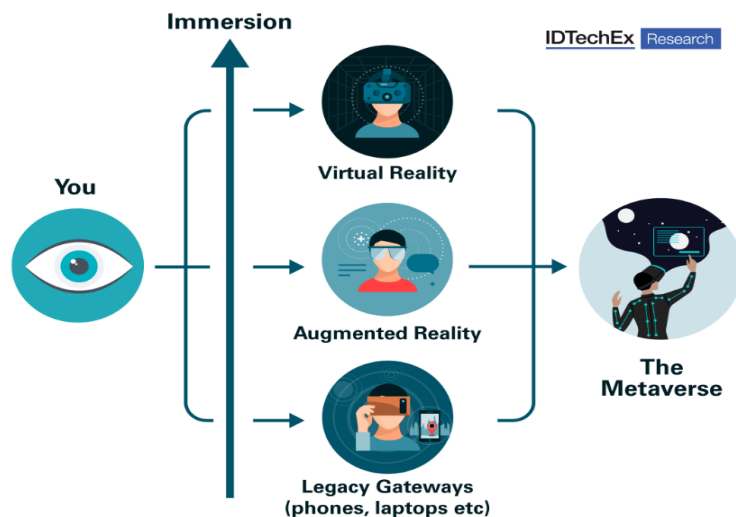 Immersion
IDTechEx Research
Virtual Reality
You
Augmented Reality
The
Metaverse
Legacy Gateways
(phones, laptops etc)